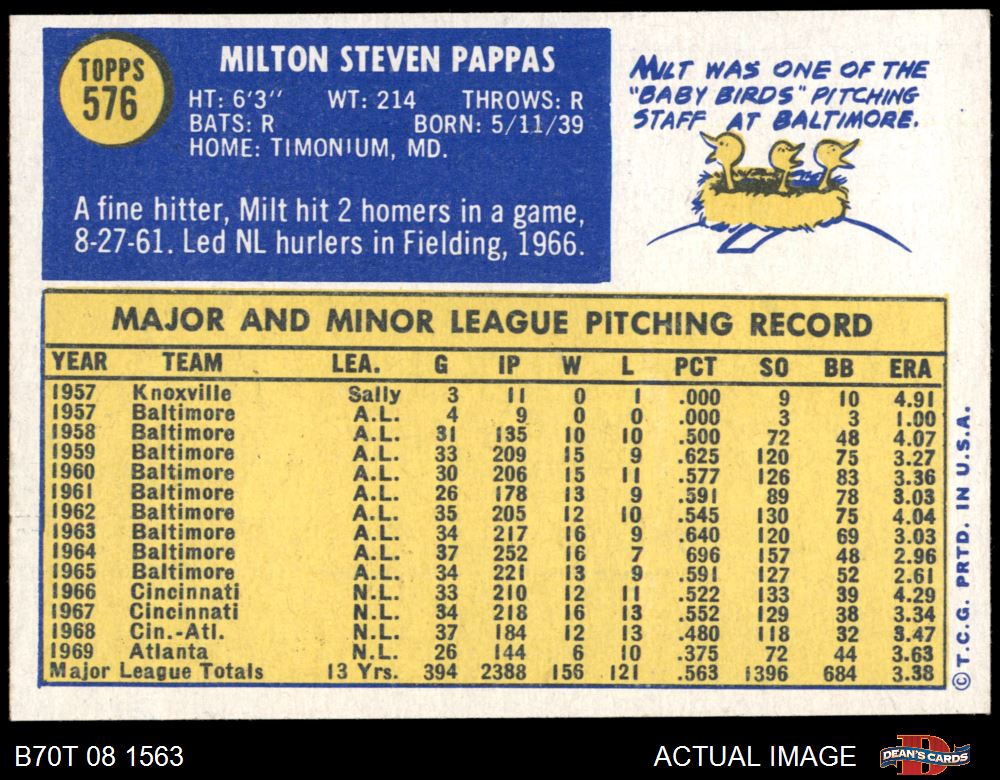 TOPPS
576
MILTON STEVEN PAPPAS
HT: 6'3" WT: 214 THROWS: R
BATS: R BORN: 5/11/39
HOME: TIMONIUM, MD.
A fine hitter, Milt hit 2 homers in a game,
8-27-61. Led NL hurlers in Fielding, 1966.
MILT WAS ONE OF THE
"BABY BIRDS" PITCHING
STAFF AT BALTIMORE.
MAJOR AND MINOR LEAGUE PITCHING RECORD
YEAR TEAM LEA. G IP W L PCT SO BB ERA
1957 Knoxville Sally 3 11 0 1 .000 9 10 4.91
1957 Baltimore A.L. 4 9 0 0 .000 3 3 1.00
1958 Baltimore A.L. 31 135 10 10 .500 72 48 4.07
1959 Baltimore A.L. 33 209 15 9 .625 120 75 3.27
1960 Baltimore A.L. 30 206 15 11 .577 126 83 3.36
1961 Baltimore A.L. 26 178 13 9 .591 89 78 3.03
1962 Baltimore A.L. 35 205 12 10 .545 130 75 4.04
1963 Baltimore A.L. 34 217 16 9 .640 120 69 3.03
1964 Baltimore A.L. 37 252 16 7 696 157 48 2.96
1965 Baltimore A.L. 34 221 13 9 .591 127 52 2.61
1966 Cincinnati N.L. 33 210 12 11 .522 133 39 4.29
1967 Cincinnati N.L. 34 218 16 13 .552 129 38 3.34
1968 Cin.-Atl. N.L. 37 184 12 13 .480 118 32 3.47
1969 Atlanta N.L. 26 144 6 10 .375 72 44 3.63
Major League Totals 13 Yrs. 394 2388 156 121 .563 1396 684 3.38
©T.C.G. PRTD. IN U.S.A.
B70T 08 1563 ACTUAL IMAGE DEAN'S CARDS